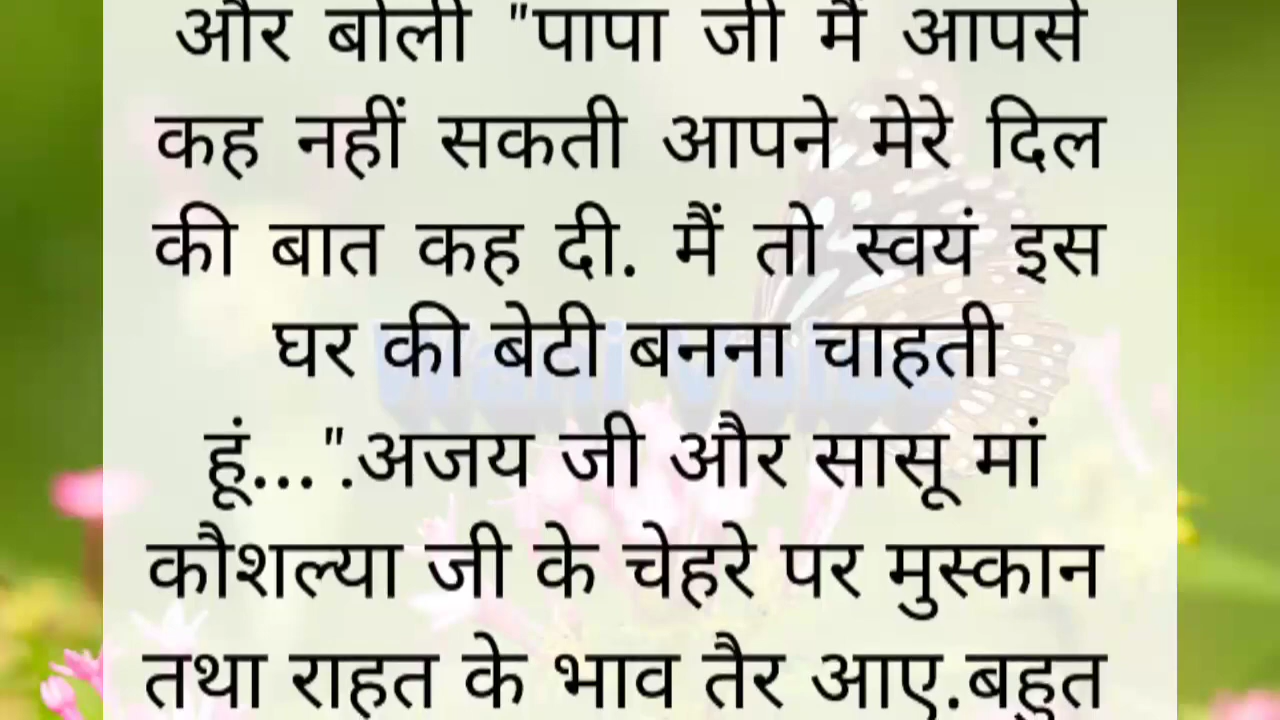 और बोली "पापा जी मैं आपसे
कह नहीं सकती आपने मेरे दिल
की बात कह दी. मैं तो स्वयं इस
घर की बेटी बनना चाहती
हूं...".अजय जी और सासू मां
कौशल्या जी के चेहरे पर मुस्कान
तथा राहत के भाव तैर आए.बहुत